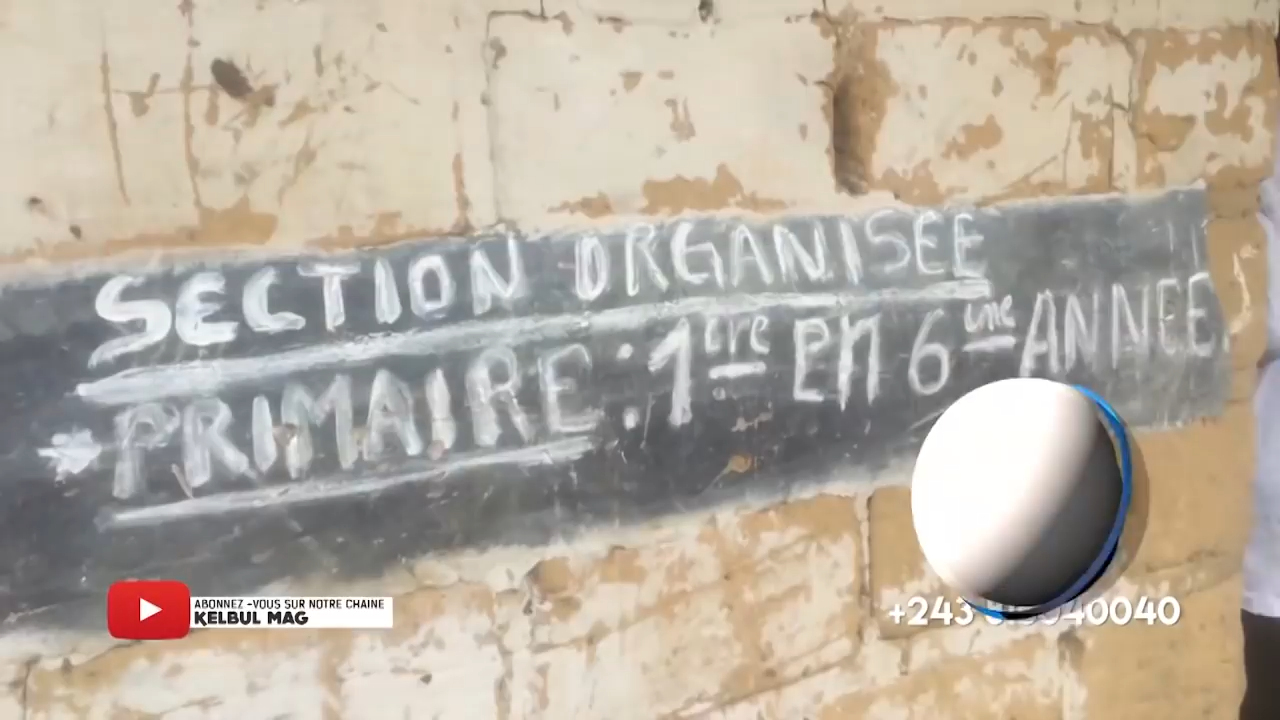 SECTION ORGANISEE
PRIMAIRE : 1ère en 6ème ANNEE
ABONNEZ -VOUS SUR NOTRE CHAINE
KELBUL MAG